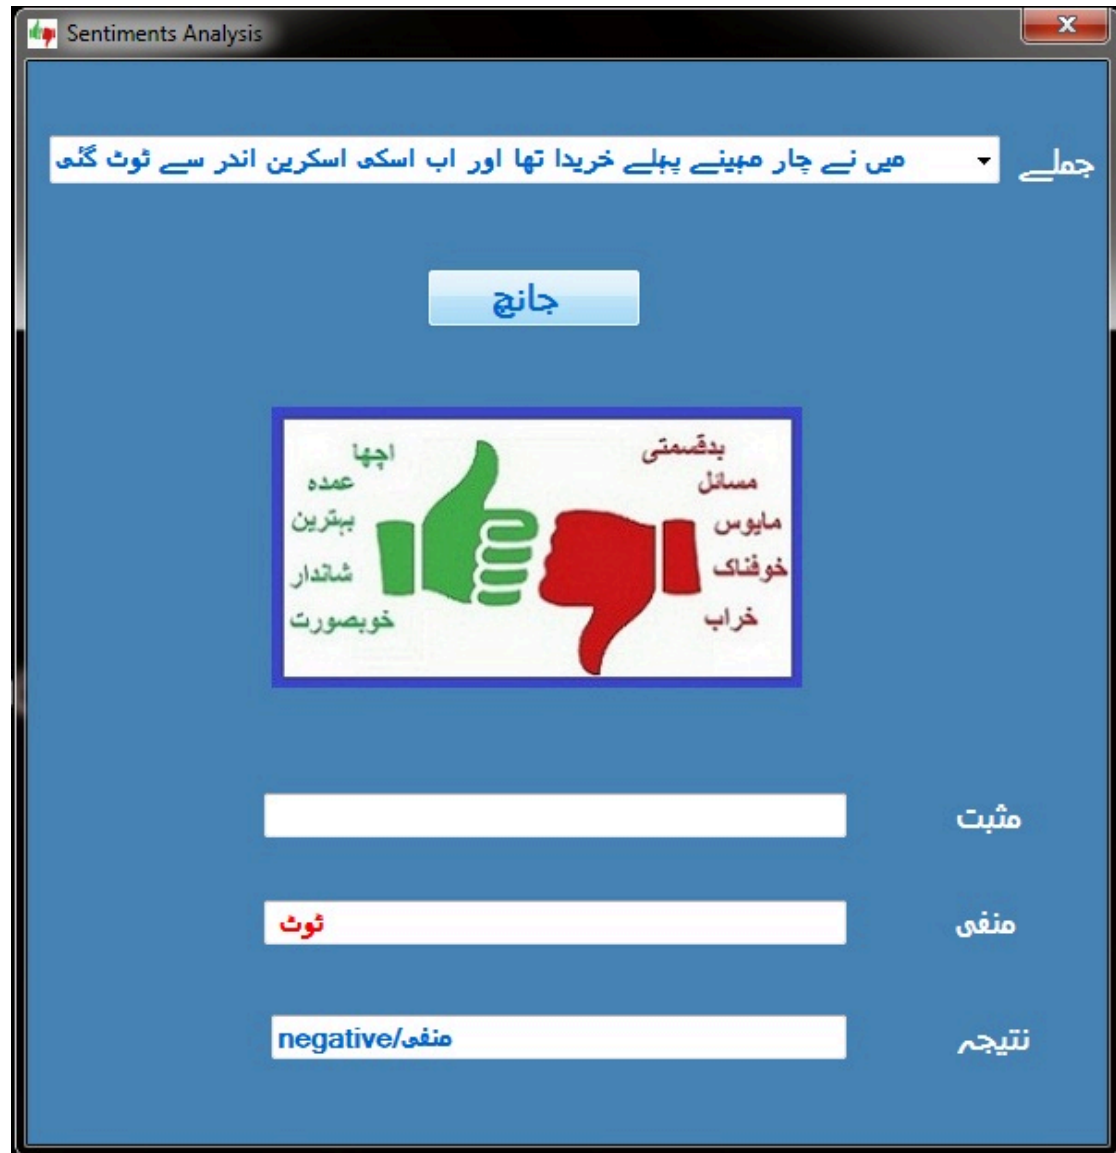 Sentiments Analysis
جملے
میں نے چار مہینے پہلے خریدا تھا اور اب اسکی اسکرین اندر سے ٹوٹ گئی
جانچ
بدقسمتی
مسائل
مایوس
خوفناک
خراب
اچھا
عمدہ
بہترین
شاندار
خوبصورت
مثبت
منفی
ٹوٹ
نتیجہ
negative/منفی